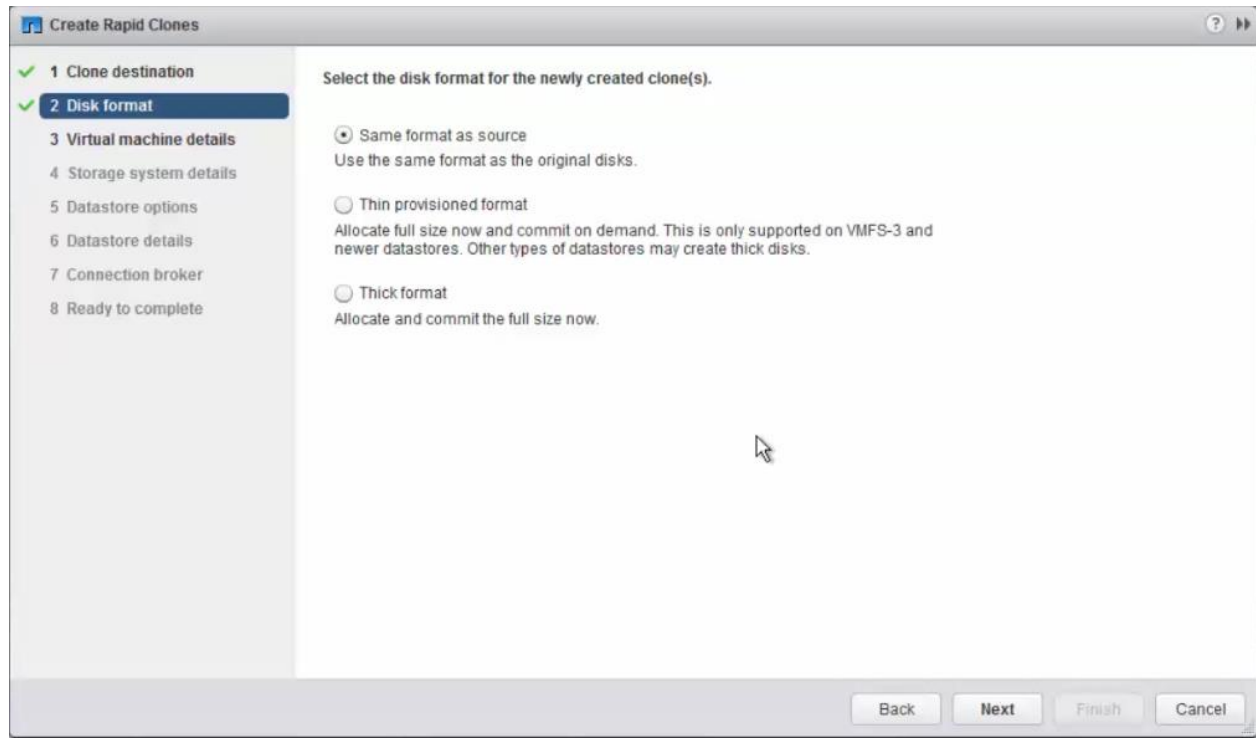 Create Rapid Clones
?
1 Clone destination
2 Disk format
3 Virtual machine details
4 Storage system details
5 Datastore options
6 Datastore details
7 Connection broker
8 Ready to complete
Select the disk format for the newly created clone(s).
Same format as source
Use the same format as the original disks.
Thin provisioned format
Allocate full size now and commit on demand. This is only supported on VMFS-3 and
newer datastores. Other types of datastores may create thick disks.
Thick format
Allocate and commit the full size now.
Back Next Finish Cancel